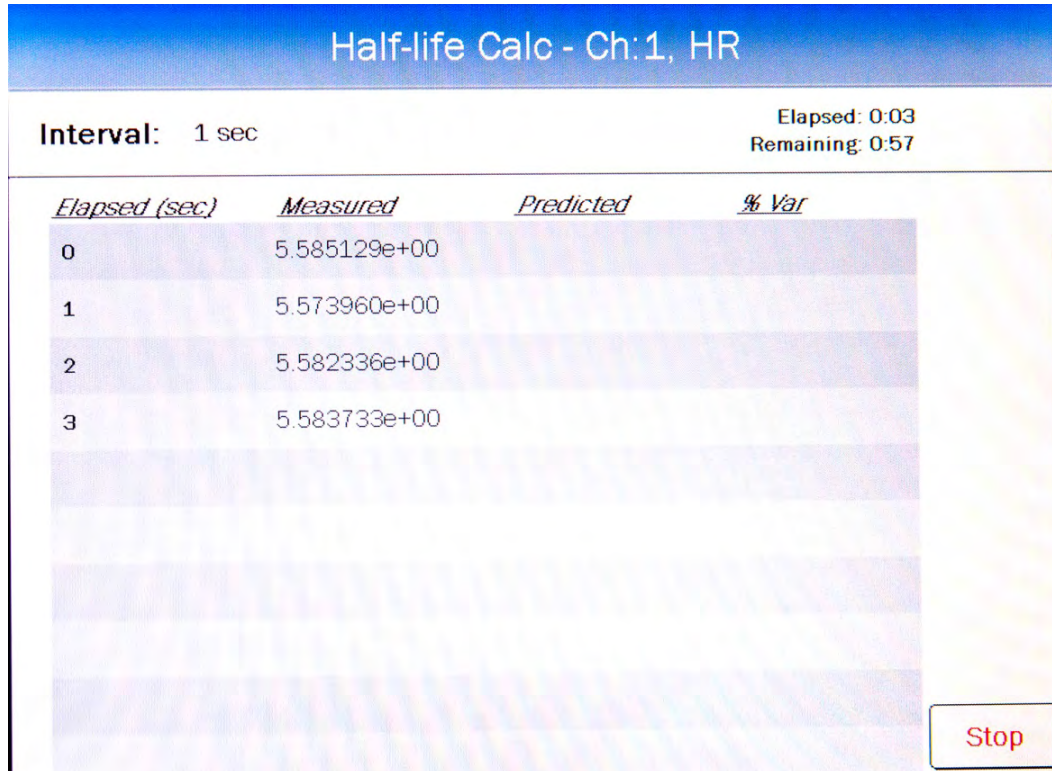 Half-life Calc - Ch:1, HR
Interval: 1 sec
Elapsed: 0:03
Remaining: 0:57
Elapsed (sec) Measured Predicted % Var
0 5.585129e+00
1 5.573960e+00
2 5.582336e+00
3 5.583733e+00
Stop